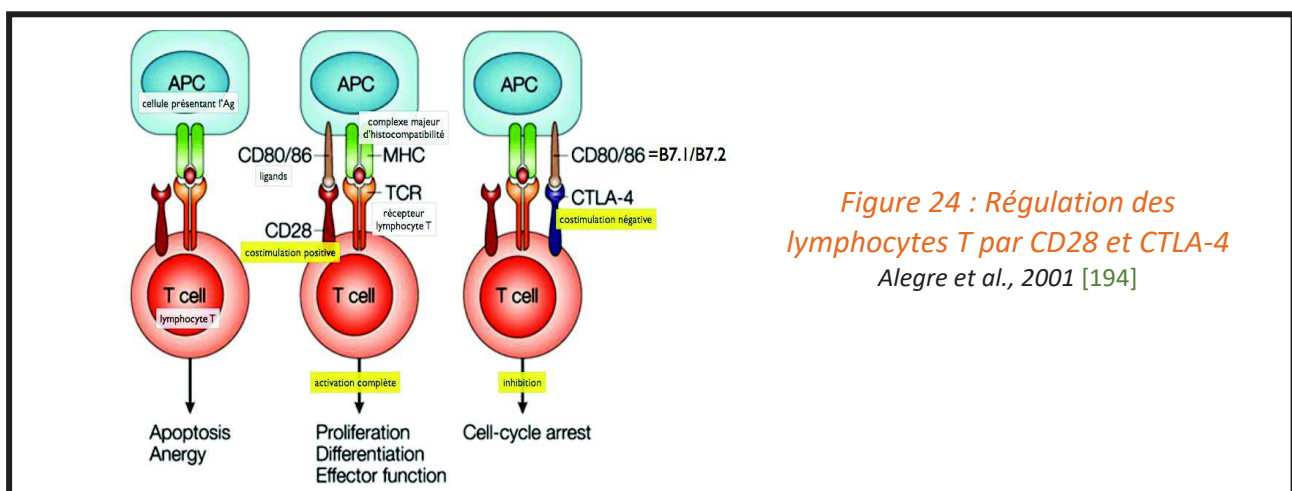 APC
cellule présentant l'Ag
T cell
lymphocyte T
Apoptosis
Anergy
APC
complexe majeur
d'histocompatibilité
CD80/86
ligands
MHC
TCR
récepteur
lymphocyte T
CD28
costimulation positive
T cell
activation complète
Proliferation
Differentiation
Effector function
APC
CD80/86 =B7.1/B7.2
CTLA-4
costimulation négative
T cell
inhibition
Cell-cycle arrest
Figure 24 : Régulation des
lymphocytes T par CD28 et CTLA-4
Alegre et al., 2001 [194]